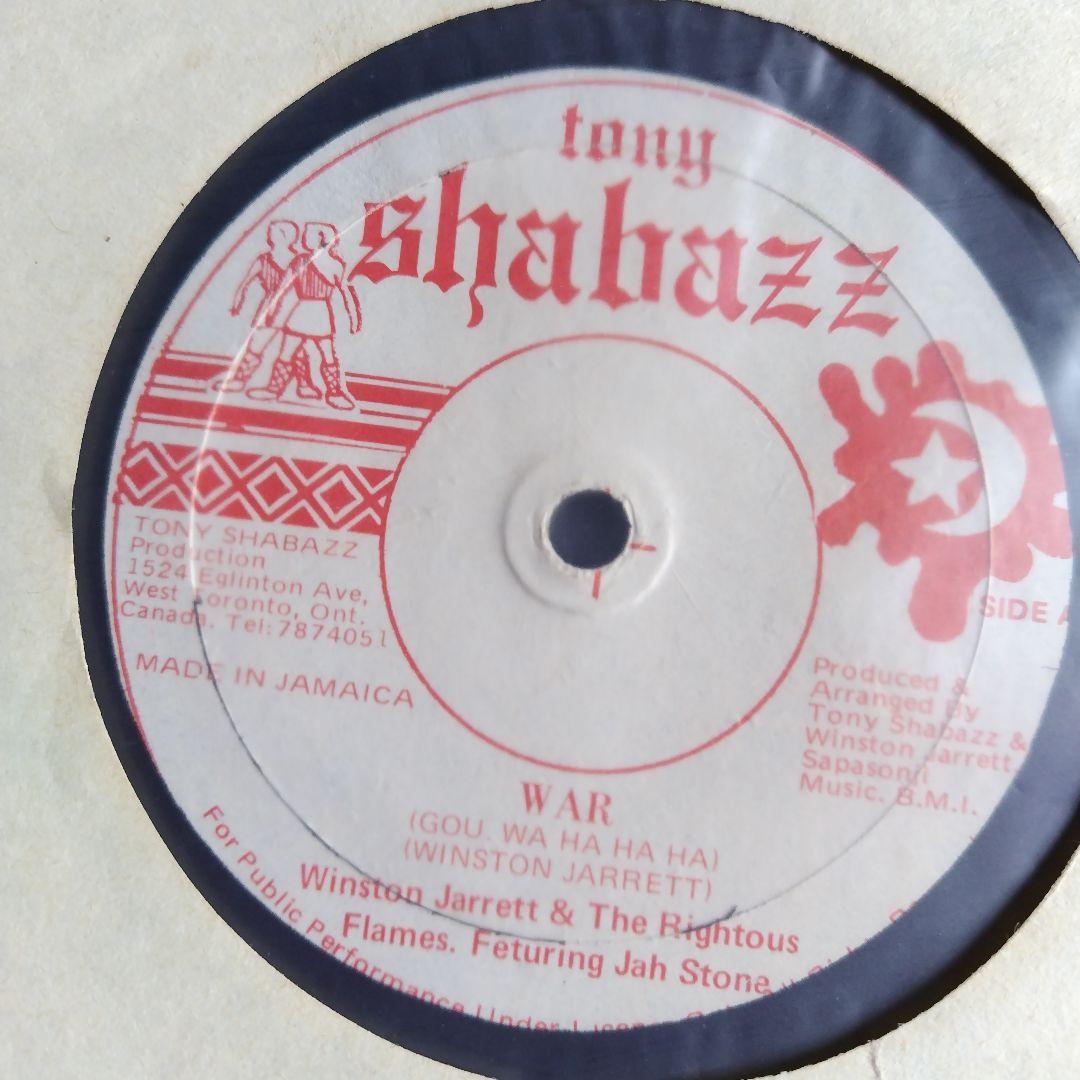 tony
shabazz
TONY SHABAZZ
Production
1524 Eglinton Ave,
West Toronto, Ont.
Canada. Tel: 7874051
MADE IN JAMAICA
SIDE A
Produced &
Arranged By
Tony Shabazz &
Winston Jarrett.
Sapasonji
Music. B.M.I.
WAR
(GOU. WA HA HA HA)
(WINSTON JARRETT)
Winston Jarrett & The Rightous
Flames. Feturing Jah Stone
For Public Performance Under